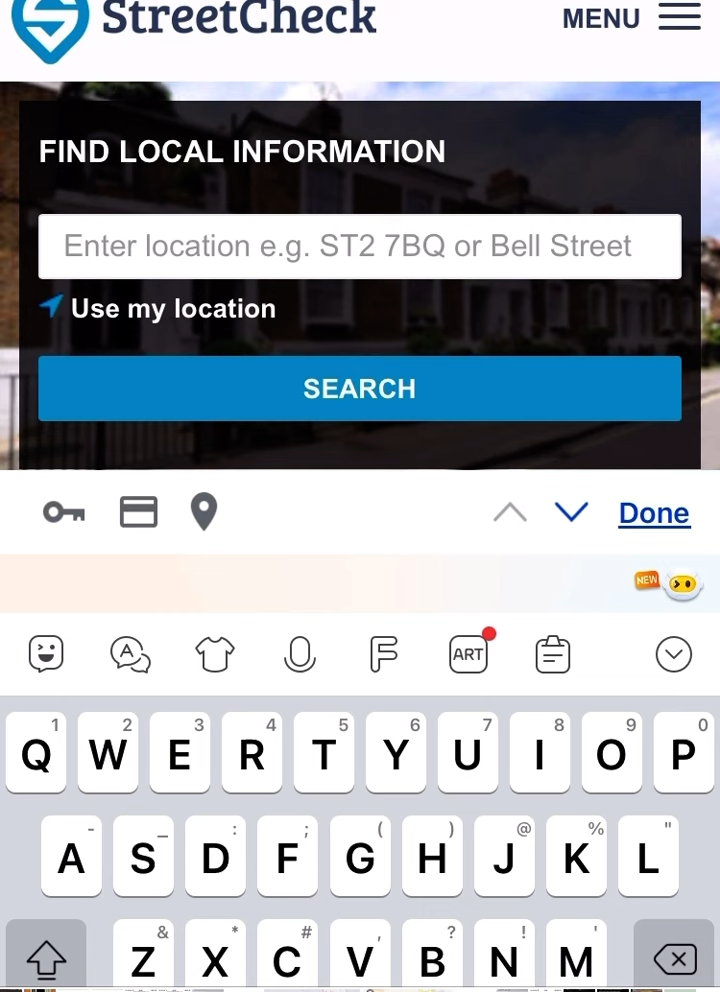 StreetCheck
MENU
FIND LOCAL INFORMATION
Enter location e.g. ST2 7BQ or Bell Street
Use my location
SEARCH
Done
NEW
A
F
ART
1 2 3 4 5 6 7 8 9 0
Q W E R T Y U I O P
- _ : ; ( ) @ % "
A S D F G H J K L
& * # , ? ! '
Z X C V B N M